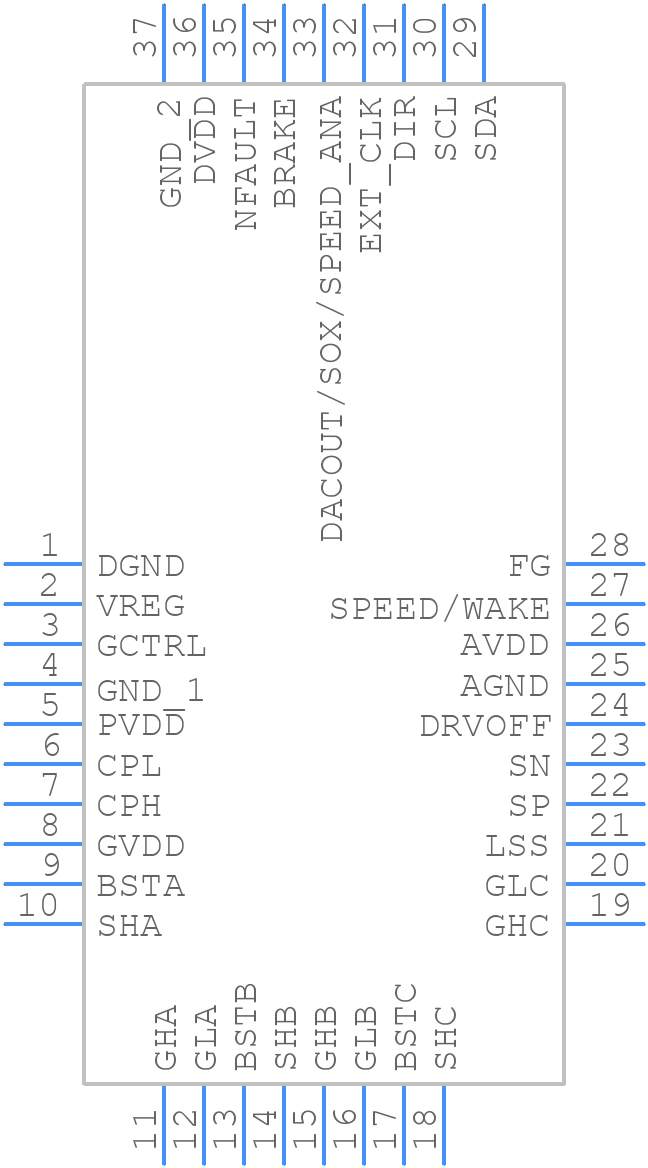 37
36
35
34
33
32
31
30
29
GND_2
DVDD
NFAULT
BRAKE
DACOUT/SOX/SPEED_ANA
EXT_CLK
DIR
SCL
SDA
1 DGND
2 VREG
3 GCTRL
4 GND_1
5 PVDD
6 CPL
7 CPH
8 GVDD
9 BSTA
10 SHA
FG 28
SPEED/WAKE 27
AVDD 26
AGND 25
DRVOFF 24
SN 23
SP 22
LSS 21
GLC 20
GHC 19
GHA
GLA
BSTB
SHB
GHB
GLB
BSTC
SHC
11
12
13
14
15
16
17
18